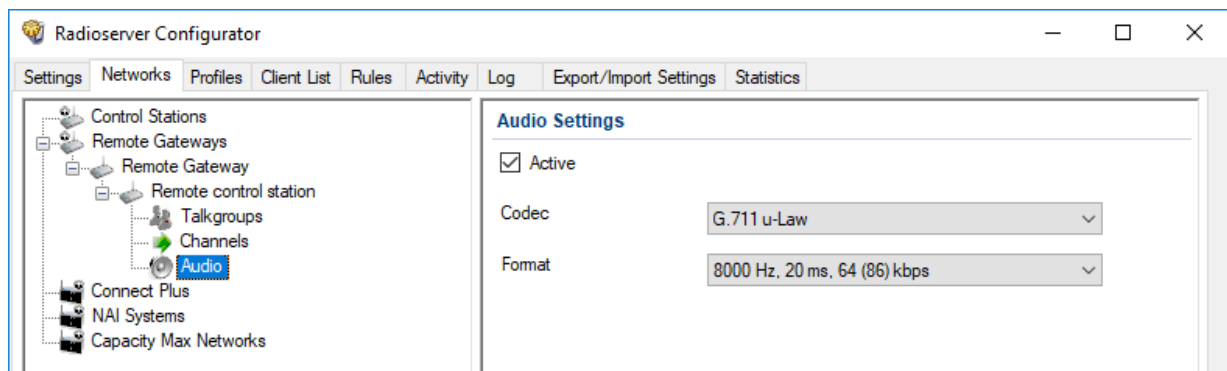 Radioserver Configurator
Settings Networks Profiles Client List Rules Activity Log Export/Import Settings Statistics
Control Stations
Remote Gateways
Remote Gateway
Remote control station
Talkgroups
Channels
Audio
Connect Plus
NAI Systems
Capacity Max Networks
Audio Settings
Active
Codec G.711 u-Law
Format 8000 Hz, 20 ms, 64 (86) kbps